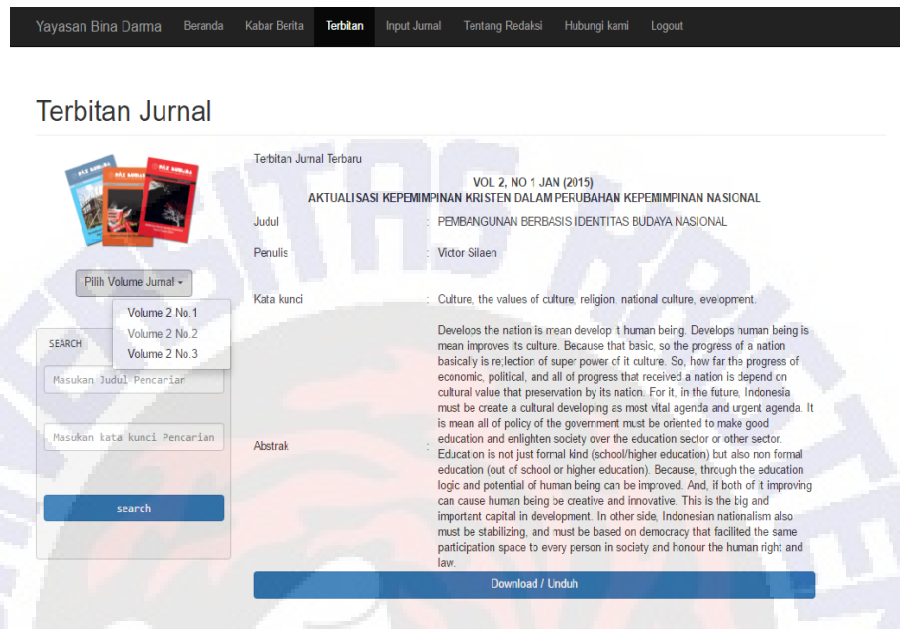 Yayasan Bina Darma Beranda Kabar Berita Terbitan Input Jurnal Tentang Redaksi Hubungi kami Logout
Terbitan Jurnal
Terbitan Jurnal Terbaru
VOL 2, NO 1 JAN (2015)
AKTUALISASI KEPEMIMPINAN KRISTEN DALAM PERUBAHAN KEPEMIMPINAN NASIONAL
Judul : PEMBANGUNAN BERBASIS IDENTITAS BUDAYA NASIONAL
Penulis : Victor Silaen
Kata kunci : Culture, the values of culture, religion, national culture, evelopment.
Abstrak :
Develops the nation is mean develop it human being. Develops human being is
mean improves its culture. Because that basic, so the progress of a nation
basically is reflection of super power of it culture. So, how far the progress of
economic, political, and all of progress that received a nation is depend on
cultural value that preservation by its nation. For it, in the future, Indonesia
must be create a cultural developing as most vital agenda and urgent agenda. It
is mean all of policy of the government must be oriented to make good
education and enlighten society over the education sector or other sector.
Education is not just formal kind (school/higher education) but also non formal
education (out of school or higher education). Because, through the education
logic and potential of human being can be improved. And, if both of it improving
can cause human being be creative and innovative. This is the big and
important capital in development. In other side, Indonesian nationalism also
must be stabilizing, and must be based on democracy that facilited the same
participation space to every person in society and honour the human right and
law.
Download / Unduh
Pilih Volume Jurnal
Volume 2 No.1
Volume 2 No.2
Volume 2 No.3
SEARCH
Masukan Judul Pencarian
Masukan kata kunci Pencarian
search